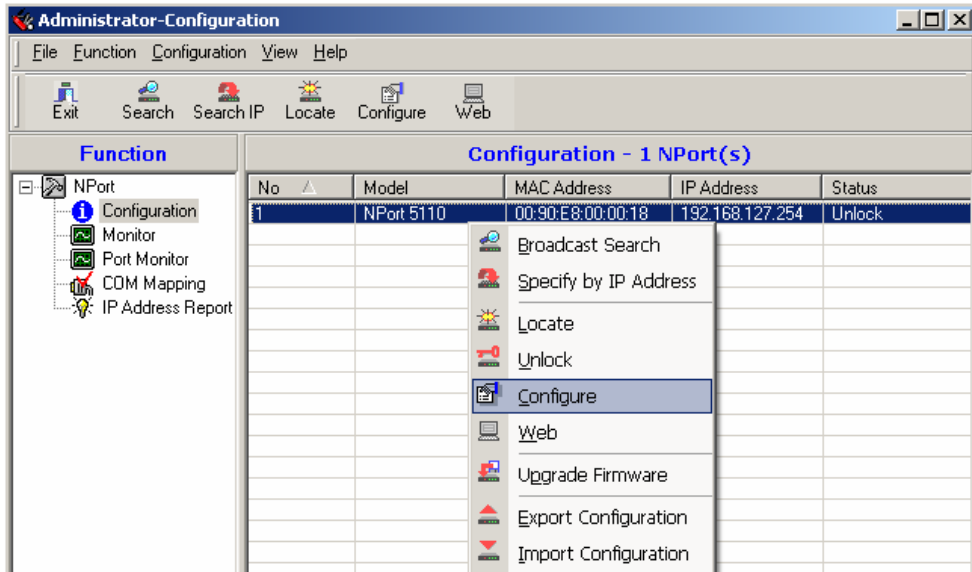 Administrator-Configuration
File Function Configuration View Help
Exit Search Search IP Locate Configure Web
Function
Configuration - 1 NPort(s)
NPort
Configuration
Monitor
Port Monitor
COM Mapping
IP Address Report
No Model MAC Address IP Address Status
1 NPort 5110 00:90:E8:00:00:18 192.168.127.254 Unlock
Broadcast Search
Specify by IP Address
Locate
Unlock
Configure
Web
Upgrade Firmware
Export Configuration
Import Configuration